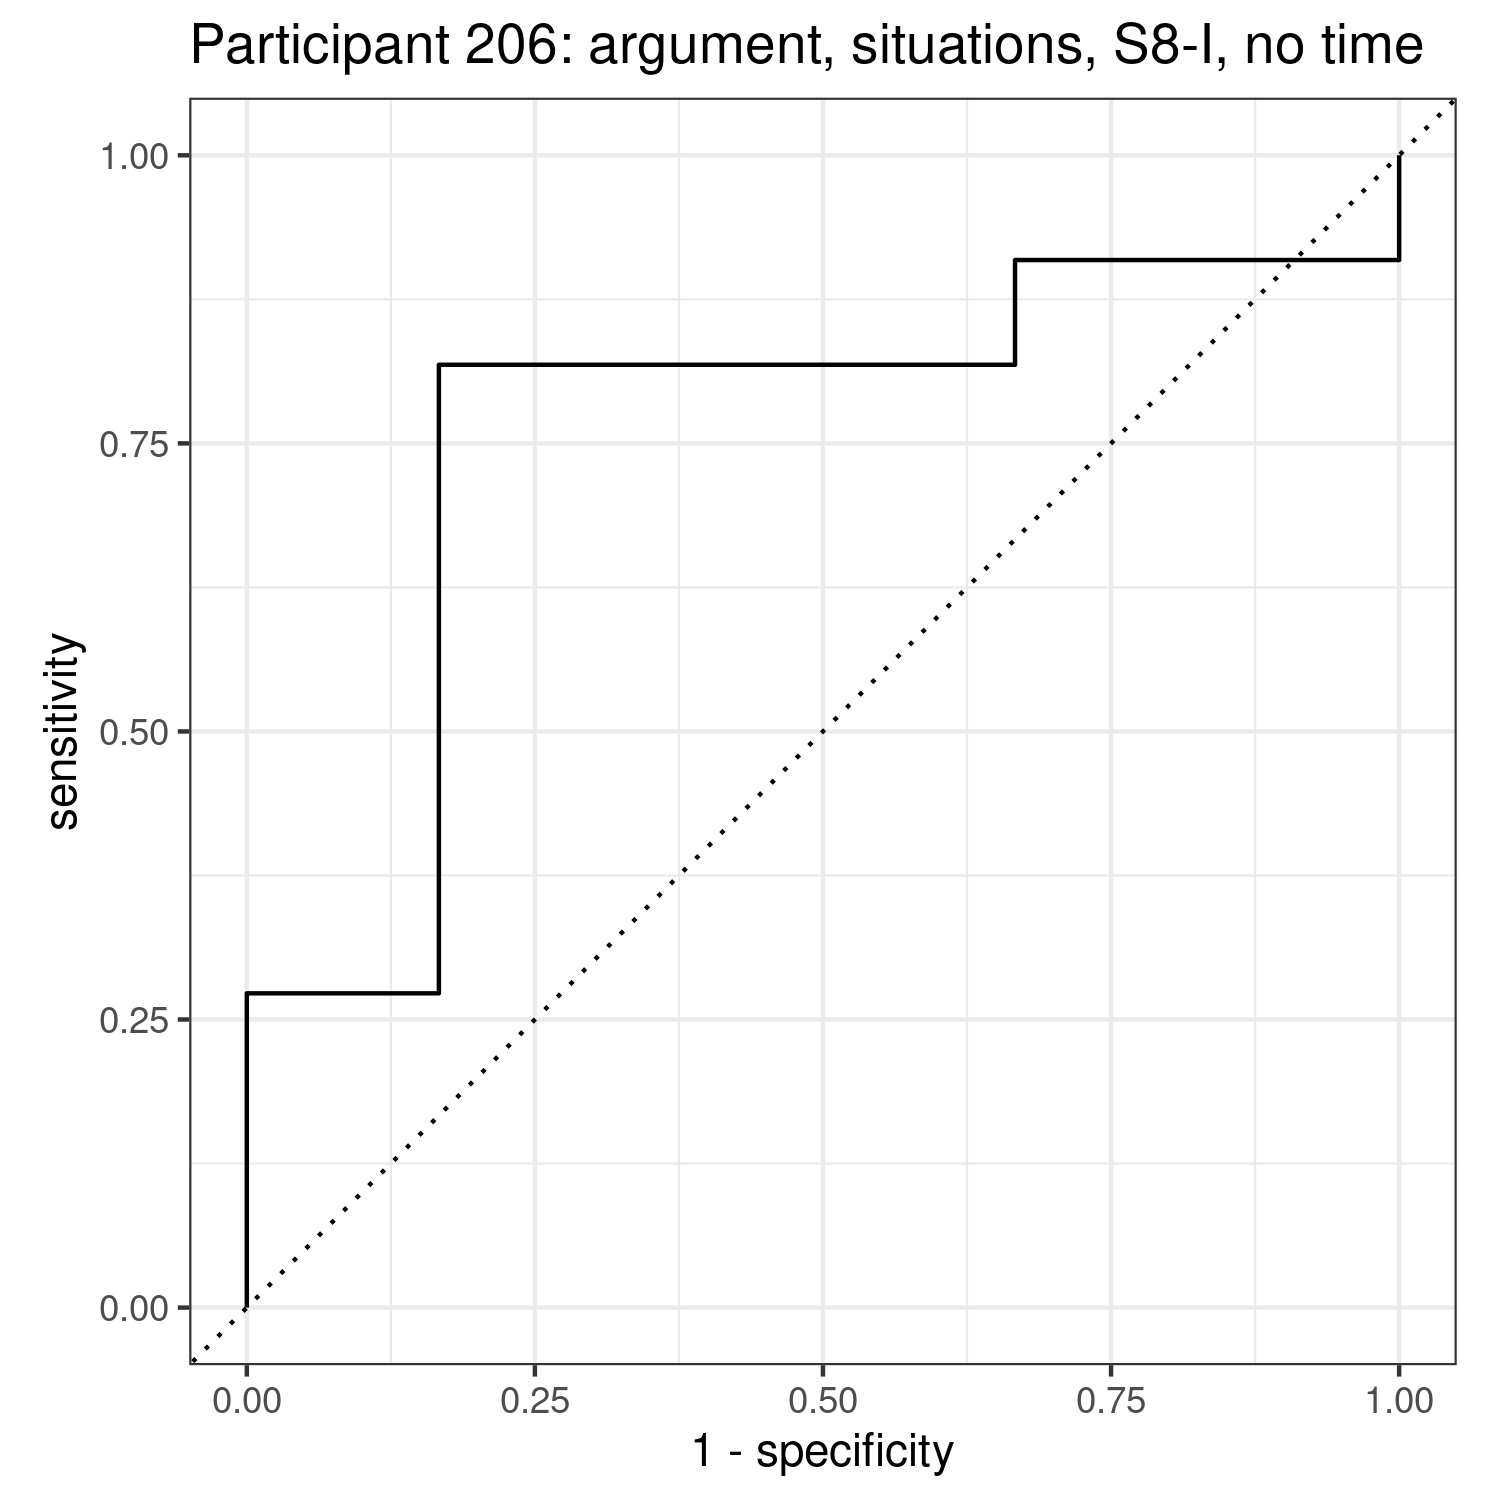 Participant 206: argument, situations, S8-I, no time
1.00
0.75
0.50
0.25
0.00
sensitivity
0.00 0.25 0.50 0.75 1.00
1 - specificity